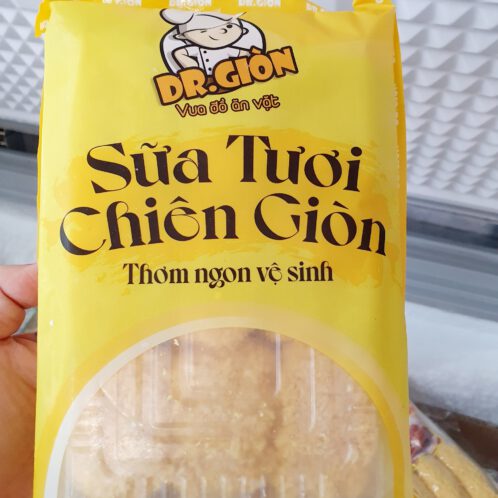 DR.GIÒN
Vua đồ ăn vặt
Sữa Tươi
Chiên Giòn
Thơm ngon vệ sinh